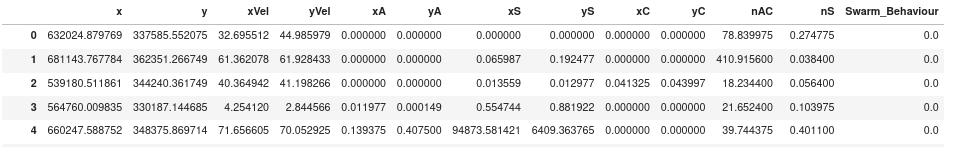 x y xVel yVel xA yA xS yS xC yC nAC nS Swarm_Behaviour
0 632024.879769 337585.552075 32.695512 44.985979 0.000000 0.000000 0.000000 0.000000 0.000000 0.000000 78.839975 0.274775 0.0
1 681143.767784 362351.266749 61.362078 61.928433 0.000000 0.000000 0.065987 0.192477 0.000000 0.000000 410.915600 0.038400 0.0
2 539180.511861 344240.361749 40.364942 41.198266 0.000000 0.000000 0.013559 0.012977 0.041325 0.043997 18.234400 0.056400 0.0
3 564760.009835 330187.144685 4.254120 2.844566 0.011977 0.000149 0.554744 0.881922 0.000000 0.000000 21.652400 0.103975 0.0
4 660247.588752 348375.869714 71.656605 70.052925 0.139375 0.407500 94873.581421 6409.363765 0.000000 0.000000 39.744375 0.401100 0.0